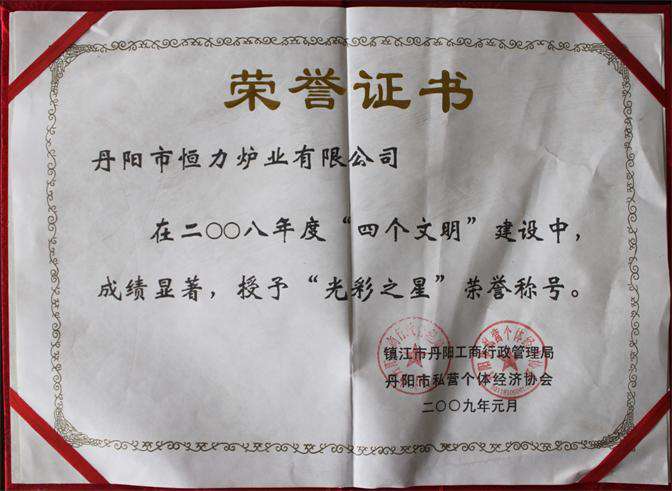 荣誉证书
丹阳市恒力炉业有限公司
在二〇〇八年度“四个文明”建设中，
成绩显著，授予“光彩之星”荣誉称号。
镇江市丹阳工商行政管理局
丹阳市私营个体经济协会
二〇〇九年元月